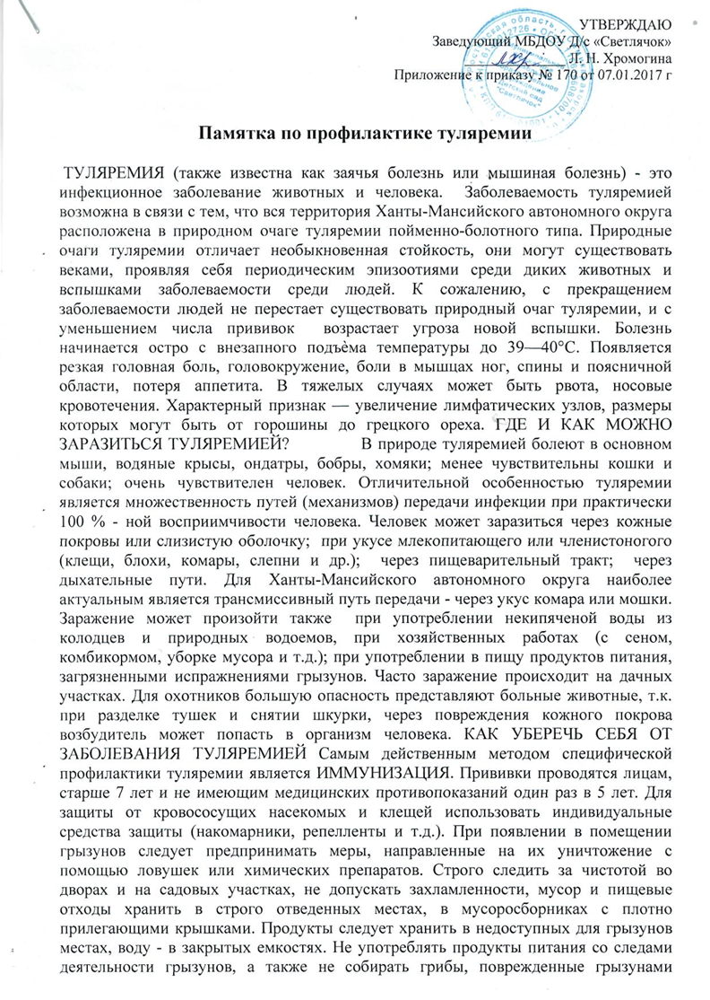 УТВЕРЖДАЮ
Заведующий МБДОУ Д/с «Светлячок»
Л. Н. Хромогина
Приложение к приказу № 170 от 07.01.2017 г
Памятка по профилактике туляремии
ТУЛЯРЕМИЯ (также известна как заячья болезнь или мышиная болезнь) - это
инфекционное заболевание животных и человека. Заболеваемость туляремией
возможна в связи с тем, что вся территория Ханты-Мансийского автономного округа
расположена в природном очаге туляремии пойменно-болотного типа. Природные
очаги туляремии отличает необыкновенная стойкость, они могут существовать
веками, проявляя себя периодическим эпизоотиями среди диких животных и
вспышками заболеваемости среди людей. К сожалению, с прекращением
заболеваемости людей не перестает существовать природный очаг туляремии, и с
уменьшением числа прививок возрастает угроза новой вспышки. Болезнь
начинается остро с внезапного подъѐма температуры до 39—40°С. Появляется
резкая головная боль, головокружение, боли в мышцах ног, спины и поясничной
области, потеря аппетита. В тяжелых случаях может быть рвота, носовые
кровотечения. Характерный признак — увеличение лимфатических узлов, размеры
которых могут быть от горошины до грецкого ореха. ГДЕ И КАК МОЖНО
ЗАРАЗИТЬСЯ ТУЛЯРЕМИЕЙ? В природе туляремией болеют в основном
мыши, водяные крысы, ондатры, бобры, хомяки; менее чувствительны кошки и
собаки; очень чувствителен человек. Отличительной особенностью туляремии
является множественность путей (механизмов) передачи инфекции при практически
100 % - ной восприимчивости человека. Человек может заразиться через кожные
покровы или слизистую оболочку; при укусе млекопитающего или членистоногого
(клещи, блохи, комары, слепни и др.); через пищеварительный тракт; через
дыхательные пути. Для Ханты-Мансийского автономного округа наиболее
актуальным является трансмиссивный путь передачи - через укус комара или мошки.
Заражение может произойти также при употреблении некипяченой воды из
колодцев и природных водоемов, при хозяйственных работах (с сеном,
комбикормом, уборке мусора и т.д.); при употреблении в пищу продуктов питания,
загрязненными испражнениями грызунов. Часто заражение происходит на дачных
участках. Для охотников большую опасность представляют больные животные, т.к.
при разделке тушек и снятии шкурки, через повреждения кожного покрова
возбудитель может попасть в организм человека. КАК УБЕРЕЧЬ СЕБЯ ОТ
ЗАБОЛЕВАНИЯ ТУЛЯРЕМИЕЙ Самым действенным методом специфической
профилактики туляремии является ИММУНИЗАЦИЯ. Прививки проводятся лицам,
старше 7 лет и не имеющим медицинских противопоказаний один раз в 5 лет. Для
защиты от кровососущих насекомых и клещей использовать индивидуальные
средства защиты (накомарники, репелленты и т.д.). При появлении в помещении
грызунов следует предпринимать меры, направленные на их уничтожение с
помощью ловушек или химических препаратов. Строго следить за чистотой во
дворах и на садовых участках, не допускать захламленности, мусор и пищевые
отходы хранить в строго отведенных местах, в мусоросборниках с плотно
прилегающими крышками. Продукты следует хранить в недоступных для грызунов
местах, воду - в закрытых емкостях. Не употреблять продукты питания со следами
деятельности грызунов, а также не собирать грибы, поврежденные грызунами